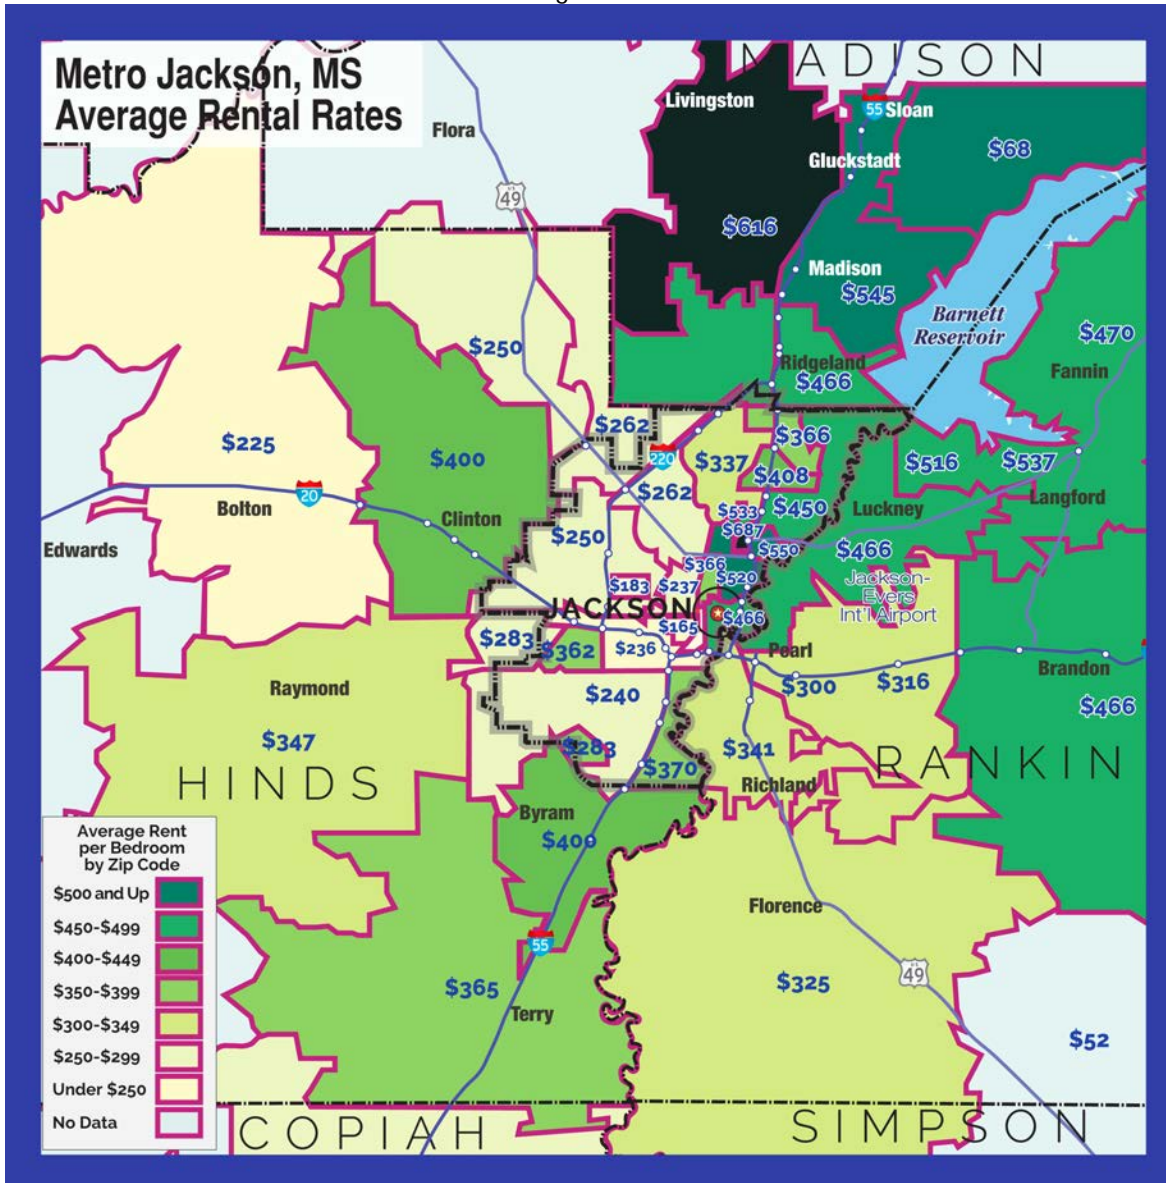 Metro Jackson, MS
Average Rental Rates
MADISON
Livingston
55
Sloan
Flora
Gluckstadt
$68
49
$616
Madison
$545
Barnett
Reservoir
$470
$250
Ridgeland
$466
Fannin
$262
$366
$225
$400
220
$337
$516
$537
$408
$262
20
Bolton
Clinton
$533
$450
Luckney
Langford
$250
$687
Edwards
$550
$466
$366
$520
Jackson-
Evers
Int'l Airport
$183
$237
JACKSON
$466
$165
$283
$362
$236
Pearl
Brandon
Raymond
$240
$300
$316
$466
$347
$283
$341
$370
RANKIN
HINDS
Richland
Byram
$400
Average Rent
per Bedroom
by Zip Code
$500 and Up
$450-$499
$400-$449
$350-$399
$300-$349
$250-$299
Under $250
No Data
Florence
55
49
$365
$325
Terry
$52
COPIAH
SIMPSON